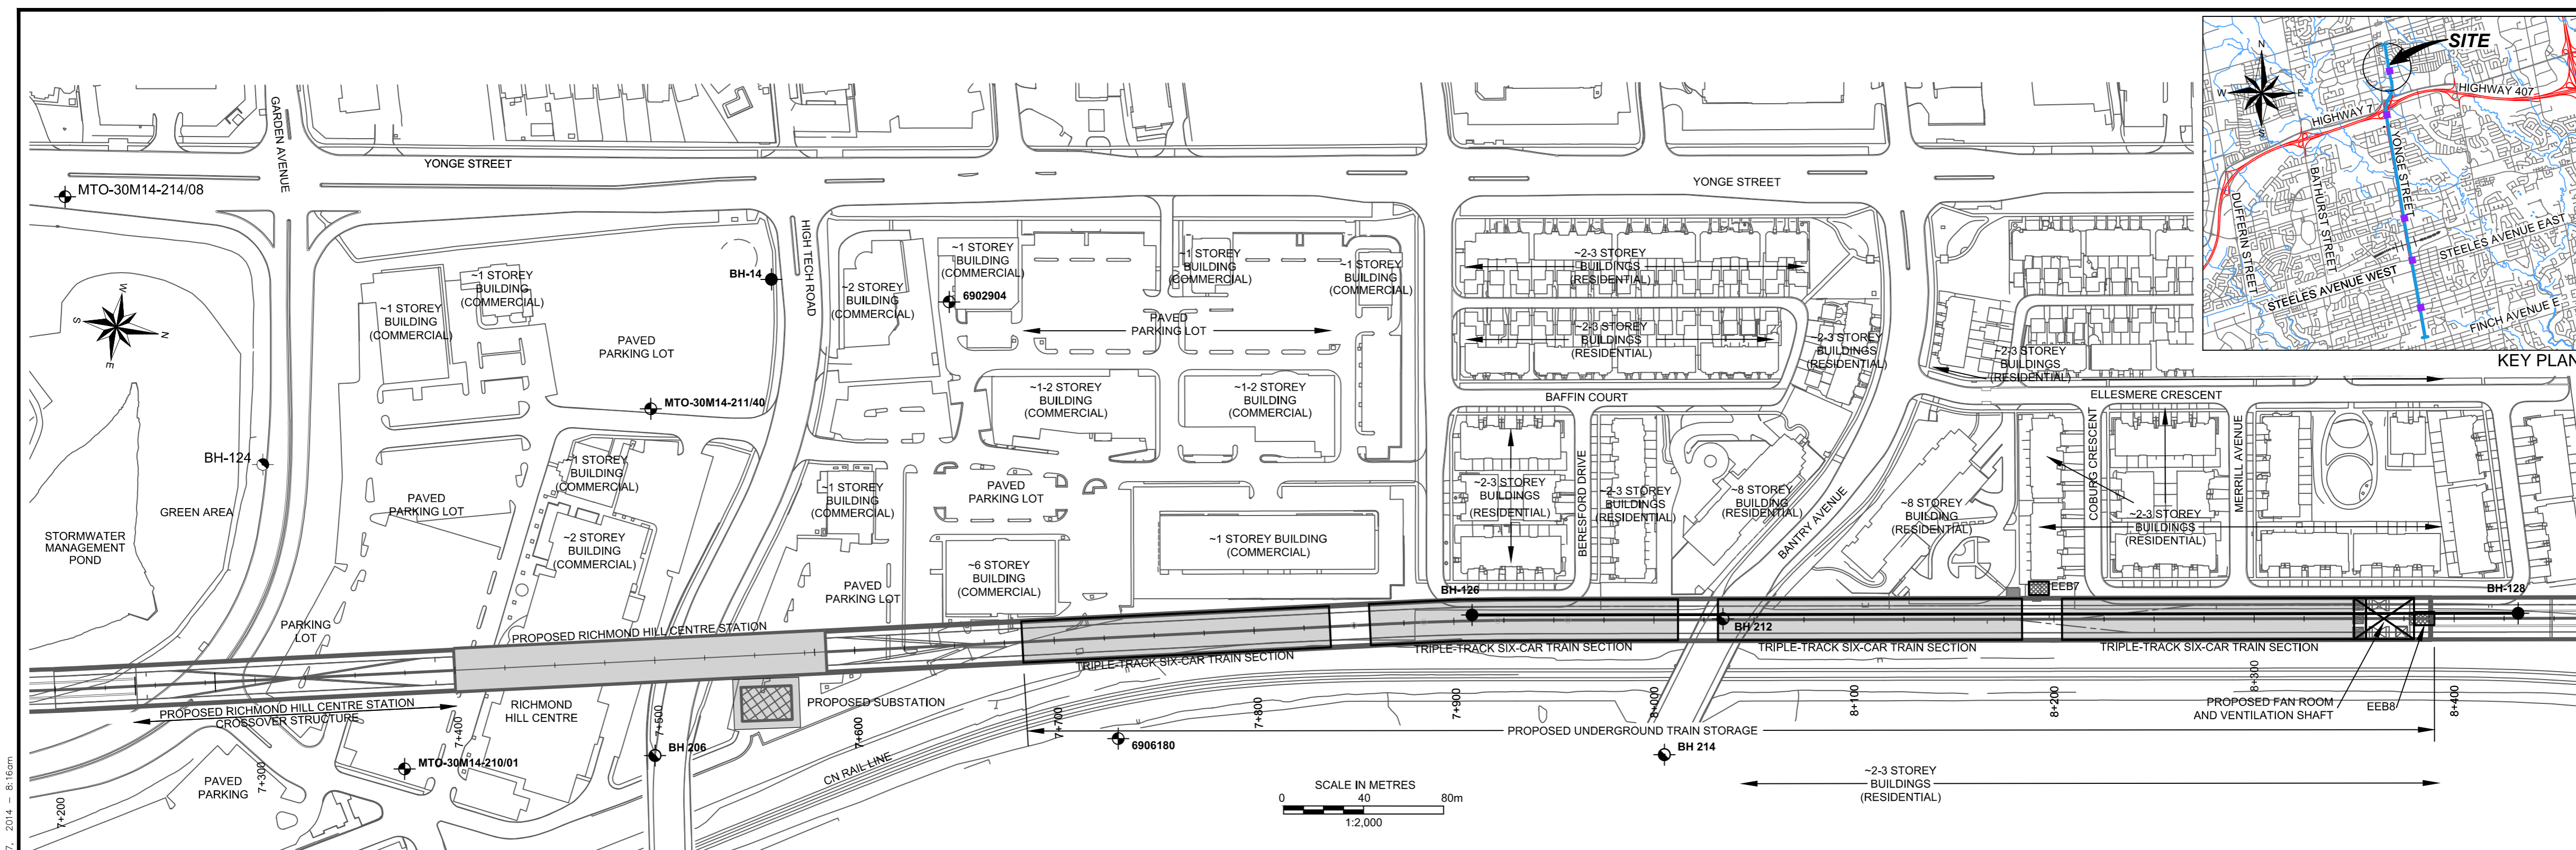 SITE
N
W
E
S
HIGHWAY 407
HIGHWAY 7
YONGE STREET
BATHURST STREET
DUFFERIN STREET
STEELES AVENUE EAST
STEELES AVENUE WEST
FINCH AVENUE E
KEY PLAN
GARDEN AVENUE
YONGE STREET
YONGE STREET
MTO-30M14-214/08
HIGH TECH ROAD
BH-14
~1 STOREY
BUILDING
(COMMERCIAL)
~1 STOREY
BUILDING
(COMMERCIAL)
~2 STOREY
BUILDING
(COMMERCIAL)
~1 STOREY
BUILDING
(COMMERCIAL)
6902904
~1 STOREY
BUILDING
(COMMERCIAL)
~1 STOREY
BUILDING
(COMMERCIAL)
PAVED
PARKING LOT
~2-3 STOREY
BUILDINGS
(RESIDENTIAL)
~2-3 STOREY
BUILDINGS
(RESIDENTIAL)
~2-3 STOREY
BUILDINGS
(RESIDENTIAL)
~2-3 STOREY
BUILDINGS
(RESIDENTIAL)
W
S
N
E
PAVED
PARKING LOT
MTO-30M14-211/40
~1-2 STOREY
BUILDING
(COMMERCIAL)
~1-2 STOREY
BUILDING
(COMMERCIAL)
BAFFIN COURT
ELLESMERE CRESCENT
BH-124
GREEN AREA
STORMWATER
MANAGEMENT
POND
PAVED
PARKING LOT
~1 STOREY
BUILDING
(COMMERCIAL)
~2 STOREY
BUILDING
(COMMERCIAL)
~1 STOREY
BUILDING
(COMMERCIAL)
PAVED
PARKING LOT
~6 STOREY
BUILDING
(COMMERCIAL)
PAVED
PARKING LOT
~1 STOREY BUILDING
(COMMERCIAL)
~2-3 STOREY
BUILDINGS
(RESIDENTIAL)
BERESFORD DRIVE
~2-3 STOREY
BUILDINGS
(RESIDENTIAL)
~8 STOREY
BUILDING
(RESIDENTIAL)
BANTRY AVENUE
~8 STOREY
BUILDING
(RESIDENTIAL)
COBURG CRESCENT
~2-3 STOREY
BUILDINGS
(RESIDENTIAL)
MERRILL AVENUE
PARKING
LOT
PROPOSED RICHMOND HILL CENTRE STATION
BH-126
BH 212
EEB7
BH-128
TRIPLE-TRACK SIX-CAR TRAIN SECTION
TRIPLE-TRACK SIX-CAR TRAIN SECTION
TRIPLE-TRACK SIX-CAR TRAIN SECTION
TRIPLE-TRACK SIX-CAR TRAIN SECTION
PROPOSED RICHMOND HILL CENTRE STATION
CROSSOVER STRUCTURE
RICHMOND
HILL CENTRE
PROPOSED SUBSTATION
PROPOSED FAN ROOM
AND VENTILATION SHAFT
EEB8
7+200
7+300
7+400
7+500
7+600
7+700
7+800
7+900
8+000
8+100
8+200
8+300
8+400
PROPOSED UNDERGROUND TRAIN STORAGE
PAVED
PARKING
MTO-30M14-210/01
BH 206
CN RAIL LINE
6906180
BH 214
~2-3 STOREY
BUILDINGS
(RESIDENTIAL)
SCALE IN METRES
0 40 80m
1:2,000
7, 2014 - 8:16am